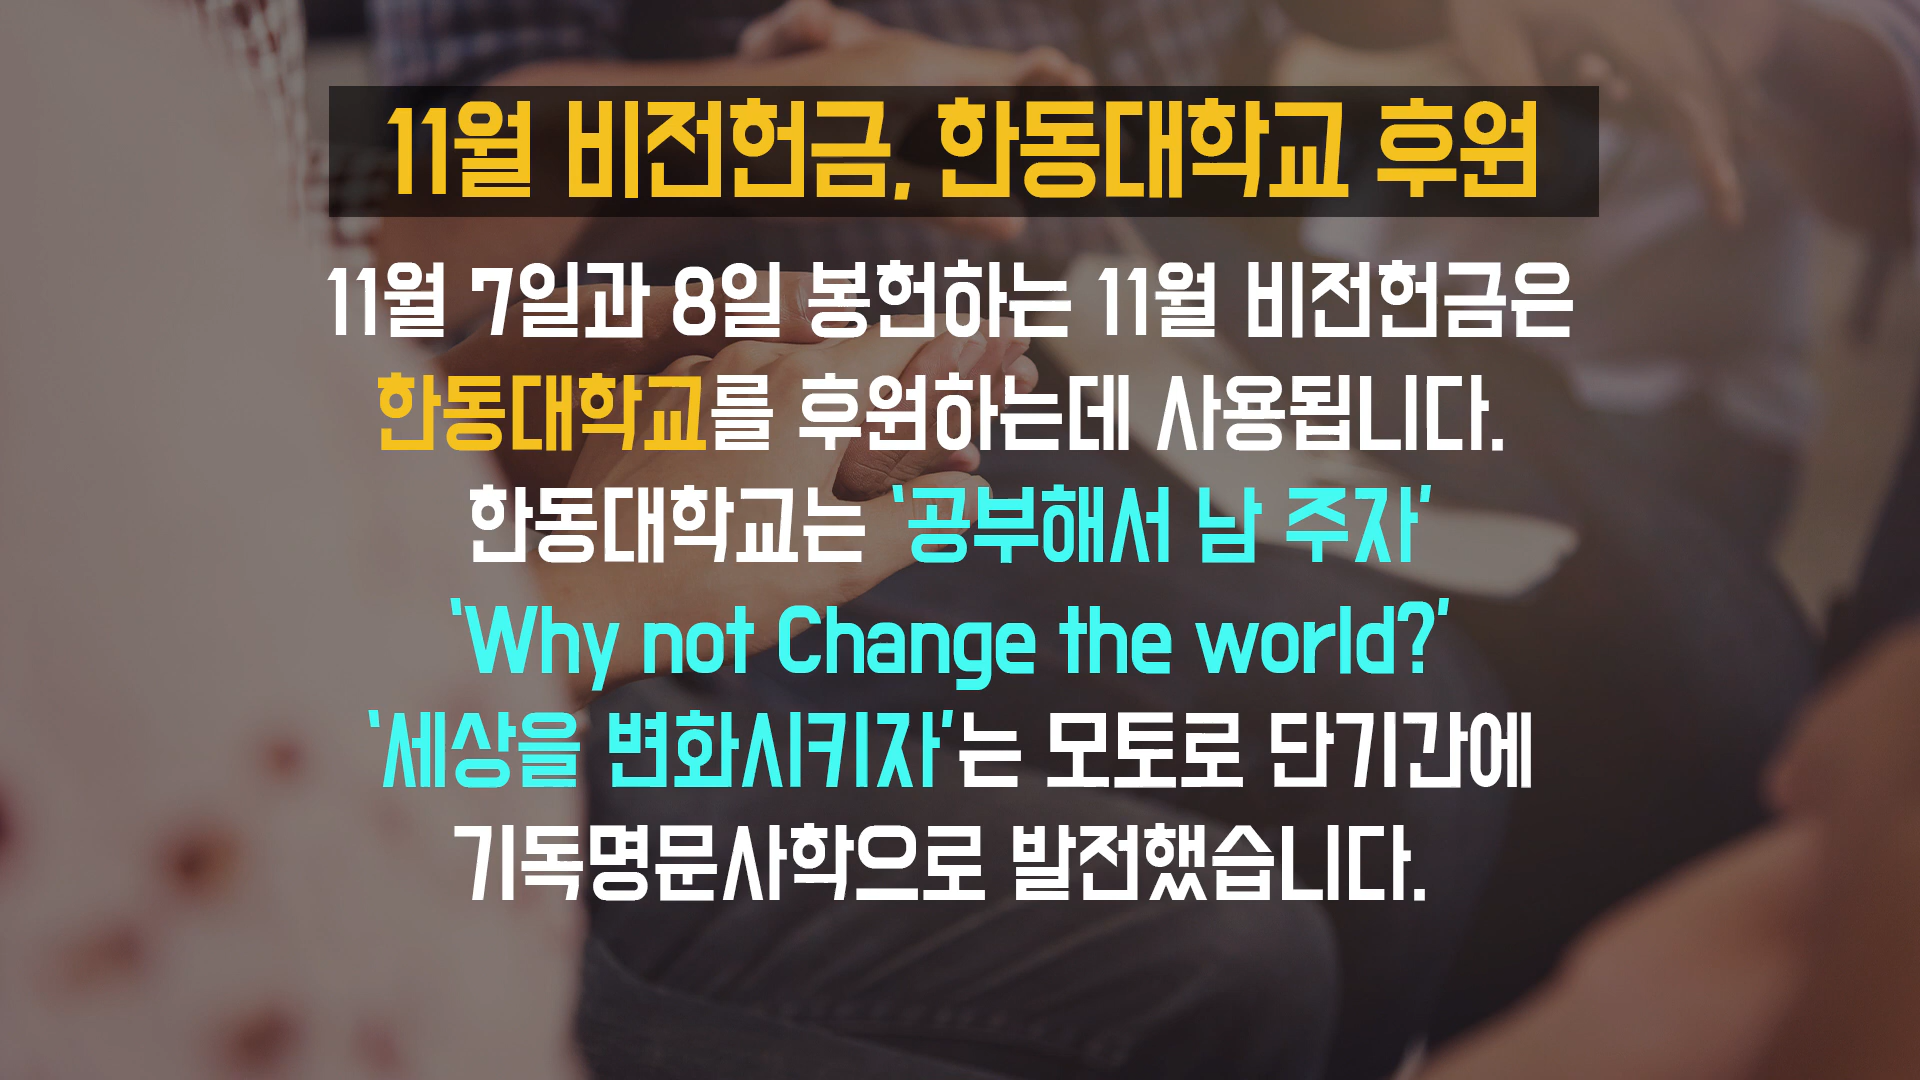 11월 비전헌금, 한동대학교 후원
11월 7일과 8일 봉헌하는 11월 비전헌금은
한동대학교를 후원하는데 사용됩니다.
한동대학교는 '공부해서 남 주자'
'Why not Change the world?'
'세상을 변화시키자'는 모토로 단기간에
기독명문사학으로 발전했습니다.